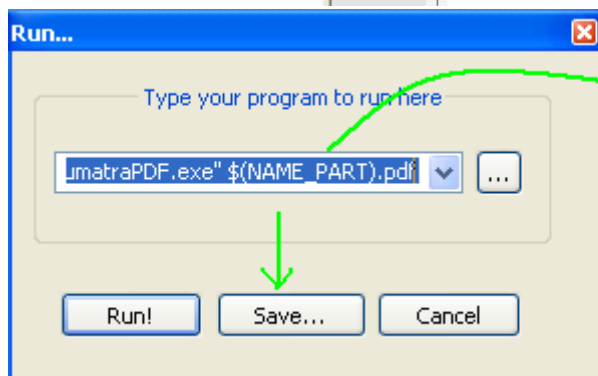 Run...
Type your program to run here
umatraPDF.exe" $(NAME_PART).pdf
...
Run!
Save...
Cancel